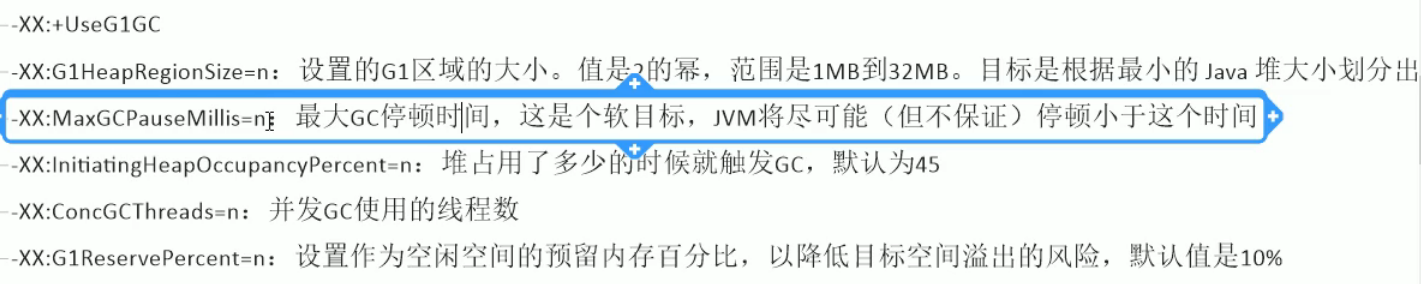 -XX:+UseG1GC
-XX:G1HeapRegionSize=n：设置的G1区域的大小。值是2的幂，范围是1MB到32MB。目标是根据最小的 Java 堆大小划分出
-XX:MaxGCPauseMillis=n：最大GC停顿时间，这是个软目标，JVM将尽可能（但不保证）停顿小于这个时间
-XX:InitiatingHeapOccupancyPercent=n：堆占用了多少的时候就触发GC，默认为45
-XX:ConcGCThreads=n：并发GC使用的线程数
-XX:G1ReservePercent=n：设置作为空闲空间的预留内存百分比，以降低目标空间溢出的风险，默认值是10%